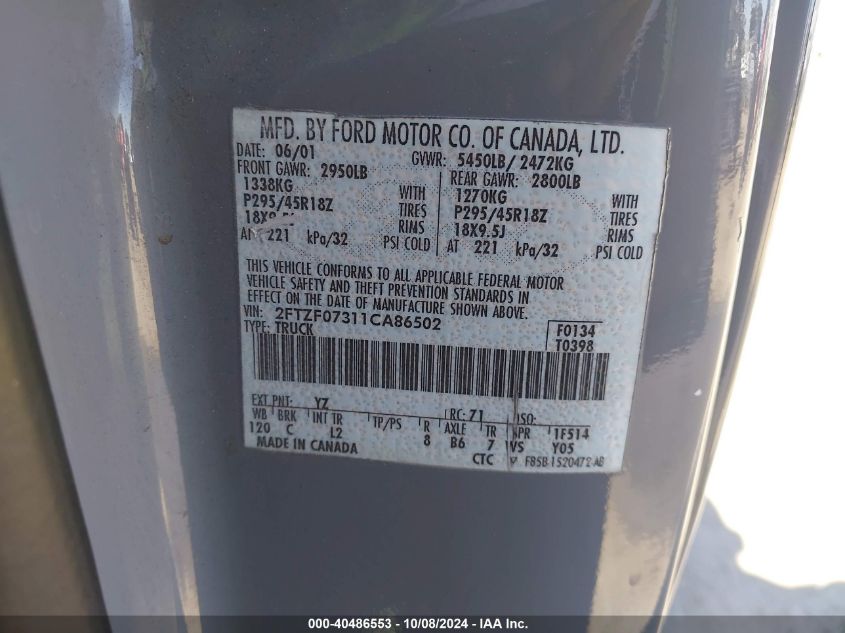 MFD. BY FORD MOTOR CO. OF CANADA, LTD.
DATE: 06/01 GVWR: 5450LB/ 2472KG
FRONT GAWR: 2950LB REAR GAWR: 2800LB
1338KG WITH 1270KG WITH
P295/45R18Z TIRES P295/45R18Z TIRES
RIMS 18X9.5J RIMS
AT 221 kPa/32 PSI COLD AT 221 kPa/32 PSI COLD
THIS VEHICLE CONFORMS TO ALL APPLICABLE FEDERAL MOTOR
VEHICLE SAFETY AND THEFT PREVENTION STANDARDS IN
EFFECT ON THE DATE OF MANUFACTURE SHOWN ABOVE.
VIN: 2FTZF07311CA86502 F0134
TYPE: TRUCK T0398
EXT PNT: YZ RC: 71 DSO:
WB BRK INT TR TP/PS R AXLE TR SPR 1F514
120 C L2 8 B6 7 VS Y05
MADE IN CANADA CTC F85B-1520472-AB
000-40486553 - 10/08/2024 - IAA Inc.